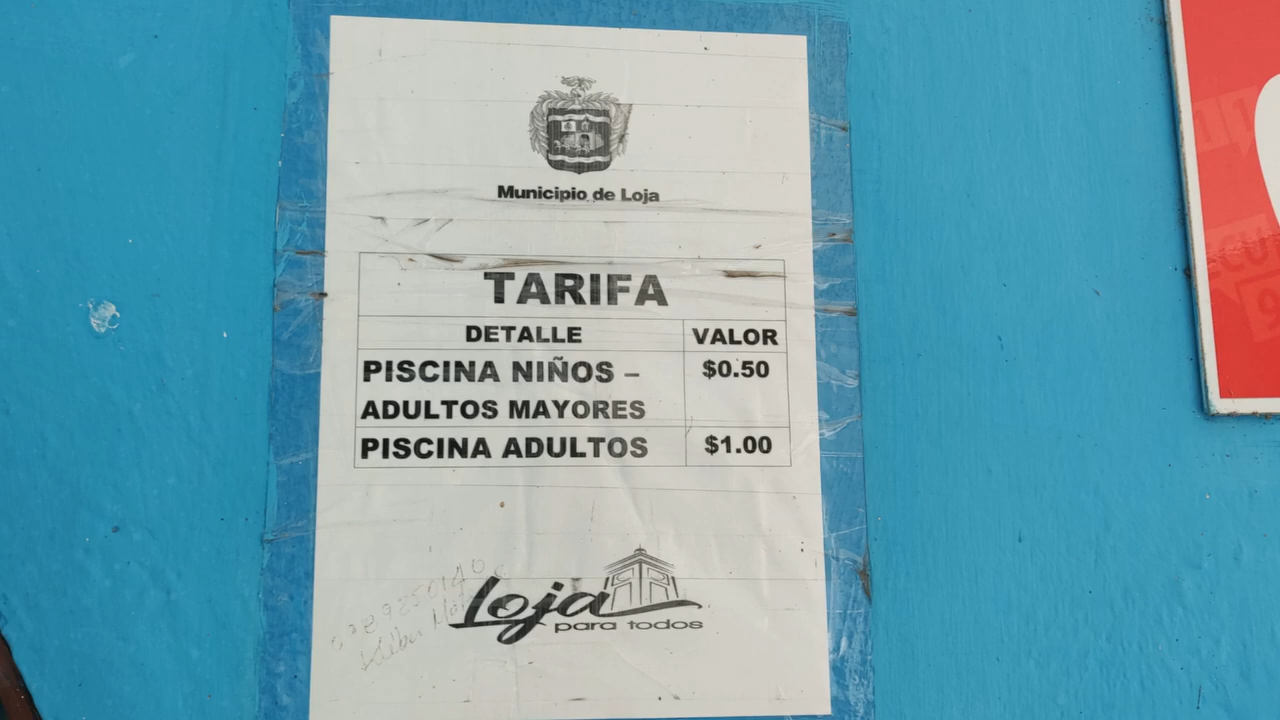 Municipio de Loja
TARIFA
DETALLE VALOR
PISCINA NIÑOS – $0.50
ADULTOS MAYORES
PISCINA ADULTOS $1.00
Loja
para todos